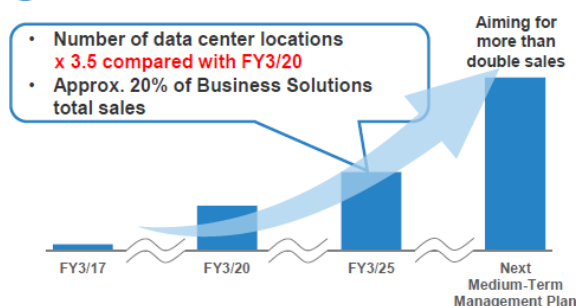 Aiming for
more than
double sales
• Number of data center locations
x 3.5 compared with FY3/20
• Approx. 20% of Business Solutions
total sales
FY3/17
FY3/20
FY3/25
Next
Medium-Term
Management Plan